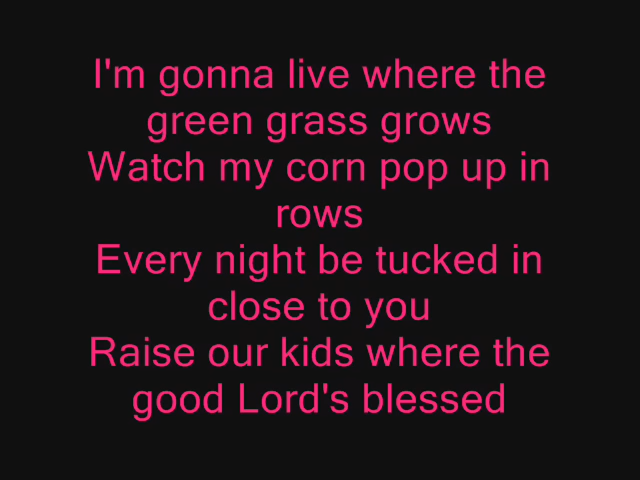 I'm gonna live where the
green grass grows
Watch my corn pop up in
rows
Every night be tucked in
close to you
Raise our kids where the
good Lord's blessed